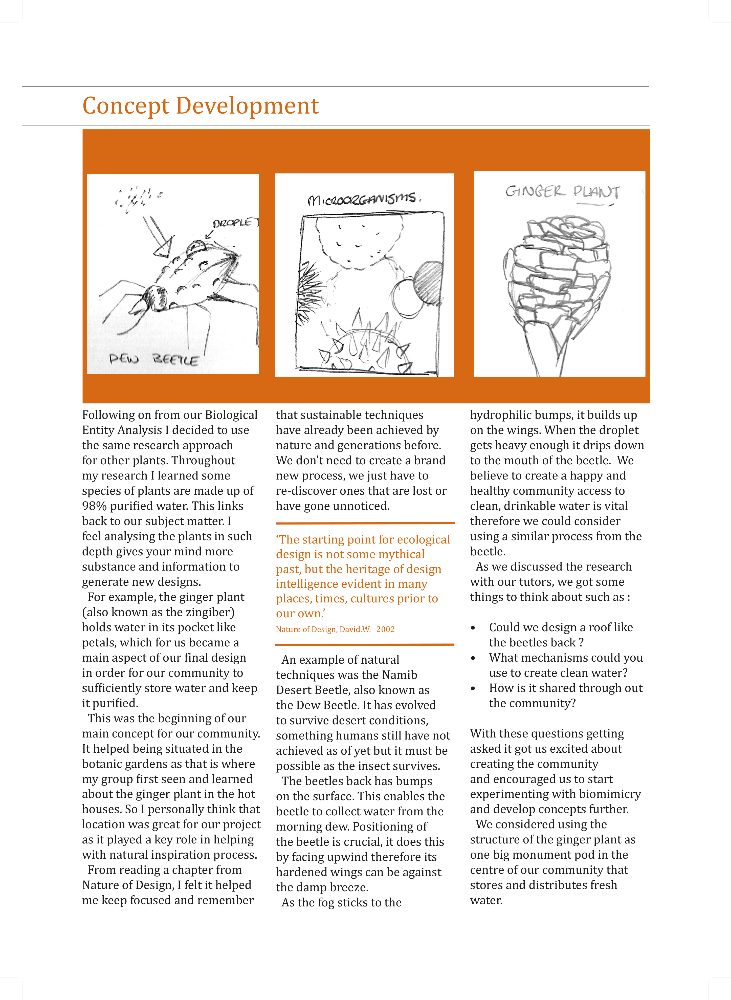 Concept Development
DROPLET
DEW BEETLE
MICROORGANISMS.
GINGER PLANT
Following on from our Biological
Entity Analysis I decided to use
the same research approach
for other plants. Throughout
my research I learned some
species of plants are made up of
98% purified water. This links
back to our subject matter. I
feel analysing the plants in such
depth gives your mind more
substance and information to
generate new designs.
For example, the ginger plant
(also known as the zingiber)
holds water in its pocket like
petals, which for us became a
main aspect of our final design
in order for our community to
sufficiently store water and keep
it purified.
This was the beginning of our
main concept for our community.
It helped being situated in the
botanic gardens as that is where
my group first seen and learned
about the ginger plant in the hot
houses. So I personally think that
location was great for our project
as it played a key role in helping
with natural inspiration process.
From reading a chapter from
Nature of Design, I felt it helped
me keep focused and remember
that sustainable techniques
have already been achieved by
nature and generations before.
We don’t need to create a brand
new process, we just have to
re-discover ones that are lost or
have gone unnoticed.
‘The starting point for ecological
design is not some mythical
past, but the heritage of design
intelligence evident in many
places, times, cultures prior to
our own.’
Nature of Design, David.W. 2002
An example of natural
techniques was the Namib
Desert Beetle, also known as
the Dew Beetle. It has evolved
to survive desert conditions,
something humans still have not
achieved as of yet but it must be
possible as the insect survives.
The beetles back has bumps
on the surface. This enables the
beetle to collect water from the
morning dew. Positioning of
the beetle is crucial, it does this
by facing upwind therefore its
hardened wings can be against
the damp breeze.
As the fog sticks to the
hydrophilic bumps, it builds up
on the wings. When the droplet
gets heavy enough it drips down
to the mouth of the beetle. We
believe to create a happy and
healthy community access to
clean, drinkable water is vital
therefore we could consider
using a similar process from the
beetle.
As we discussed the research
with our tutors, we got some
things to think about such as :
• Could we design a roof like
the beetles back ?
• What mechanisms could you
use to create clean water?
• How is it shared through out
the community?
With these questions getting
asked it got us excited about
creating the community
and encouraged us to start
experimenting with biomimicry
and develop concepts further.
We considered using the
structure of the ginger plant as
one big monument pod in the
centre of our community that
stores and distributes fresh
water.